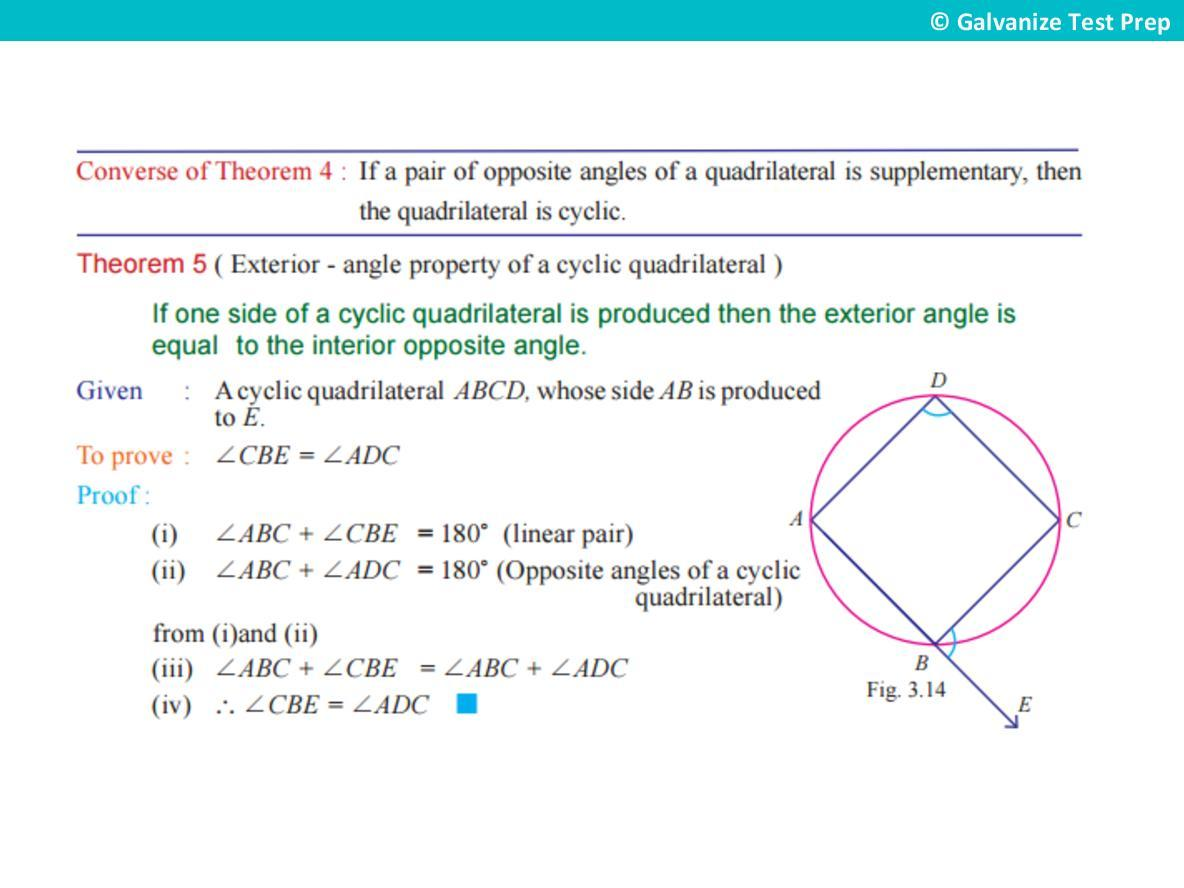 © Galvanize Test Prep
Converse of Theorem 4 : If a pair of opposite angles of a quadrilateral is supplementary, then
the quadrilateral is cyclic.
Theorem 5 ( Exterior - angle property of a cyclic quadrilateral )
If one side of a cyclic quadrilateral is produced then the exterior angle is
equal to the interior opposite angle.
Given : A cyclic quadrilateral ABCD, whose side AB is produced
to E.
To prove : ∠CBE = ∠ADC
Proof :
(i) ∠ABC + ∠CBE = 180° (linear pair)
(ii) ∠ABC + ∠ADC = 180° (Opposite angles of a cyclic
quadrilateral)
from (i)and (ii)
(iii) ∠ABC + ∠CBE = ∠ABC + ∠ADC
(iv) ∴ ∠CBE = ∠ADC
D
A
C
B
Fig. 3.14
E